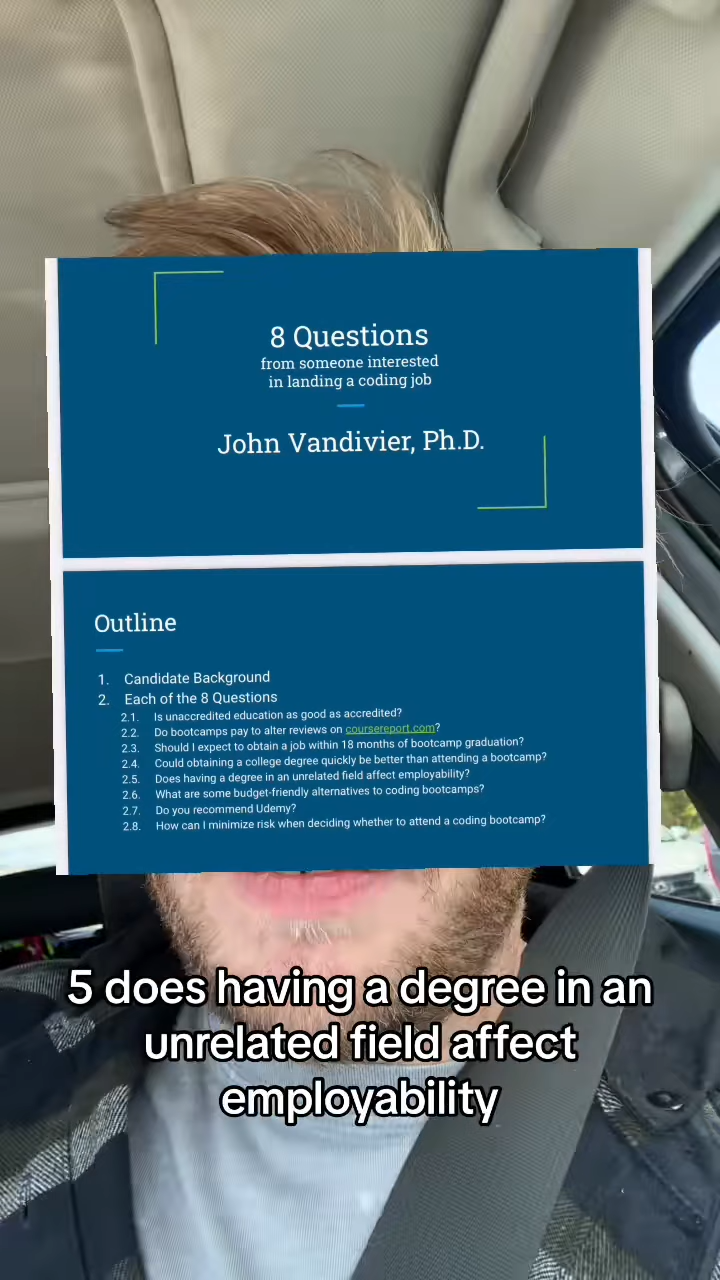 8 Questions
from someone interested
in landing a coding job
John Vandivier, Ph.D.
Outline
1. Candidate Background
2. Each of the 8 Questions
2.1. Is unaccredited education as good as accredited?
2.2. Do bootcamps pay to alter reviews on coursereport.com?
2.3. Should I expect to obtain a job within 18 months of bootcamp graduation?
2.4. Could obtaining a college degree quickly be better than attending a bootcamp?
2.5. Does having a degree in an unrelated field affect employability?
2.6. What are some budget-friendly alternatives to coding bootcamps?
2.7. Do you recommend Udemy?
2.8. How can I minimize risk when deciding whether to attend a coding bootcamp?
5 does having a degree in an
unrelated field affect
employability